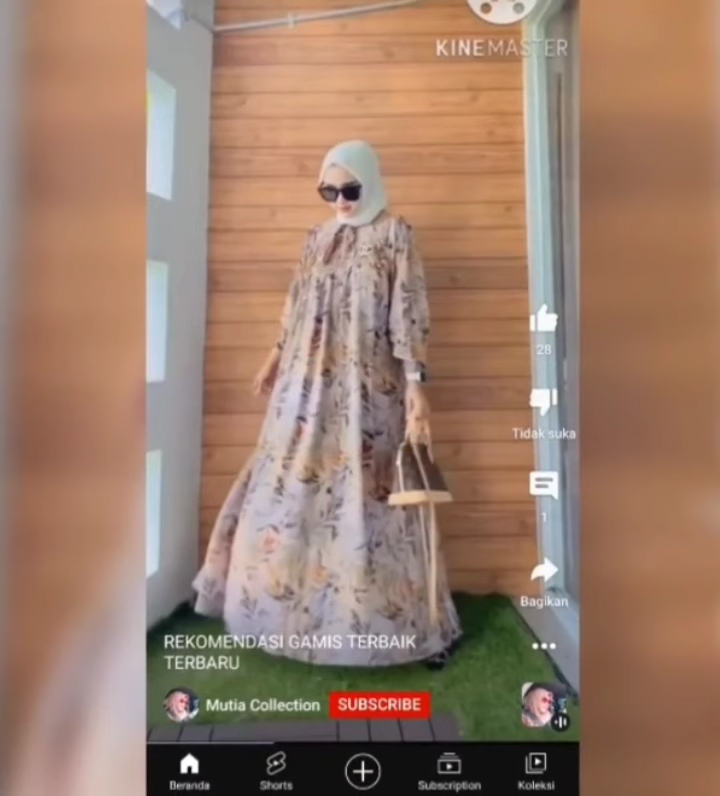 KINEMASTER
28
Tidak suka
1
Bagikan
REKOMENDASI GAMIS TERBAIK
TERBARU
Mutia Collection SUBSCRIBE
Beranda Shorts Subscription Koleksi